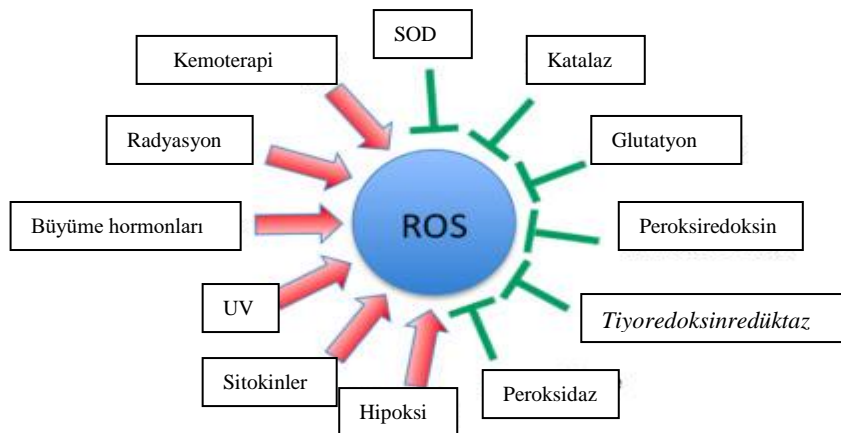 SOD
Kemoterapi
Katalaz
Radyasyon
Glutatyon
Büyüme hormonları
ROS
Peroksiredoksin
UV
Tiyoredoksinredüktaz
Sitokinler
Peroksidaz
Hipoksi